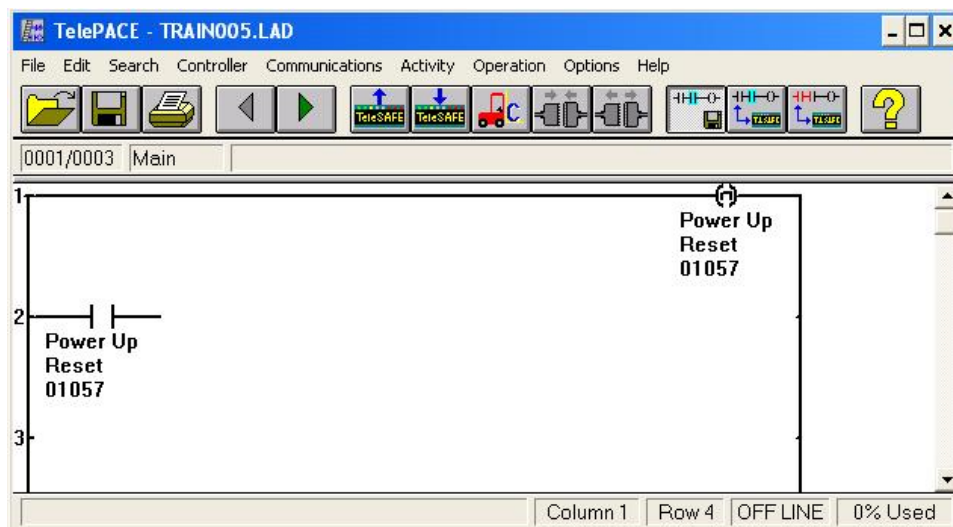 TelePACE - TRAIN005.LAD
File Edit Search Controller Communications Activity Operation Options Help
TeleSAFE TeleSAFE C ?
0001/0003 Main
1
Power Up
Reset
01057
2
Power Up
Reset
01057
3
Column 1 Row 4 OFF LINE 0% Used